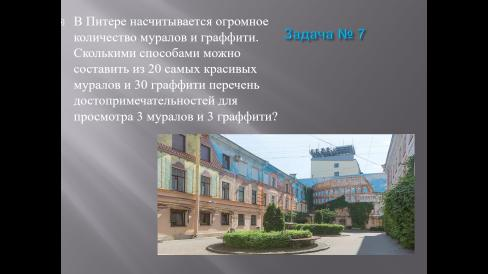 В Питере насчитывается огромное
количество муралов и граффити.
Сколькими способами можно
составить из 20 самых красивых
муралов и 30 граффити перечень
достопримечательностей для
просмотра 3 муралов и 3 граффити?
Задача № 7